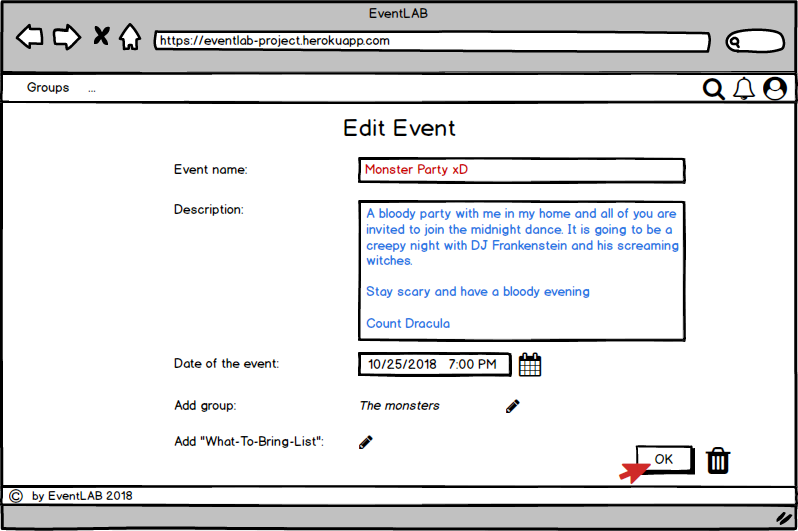 EventLAB
https://eventlab-project.herokuapp.com
Groups ...
Edit Event
Event name: Monster Party xD
Description:
A bloody party with me in my home and all of you are
invited to join the midnight dance. It is going to be a
creepy night with DJ Frankenstein and his screaming
witches.
Stay scary and have a bloody evening
Count Dracula
Date of the event: 10/25/2018 7:00 PM
Add group: The monsters
Add "What-To-Bring-List":
OK
© by EventLAB 2018